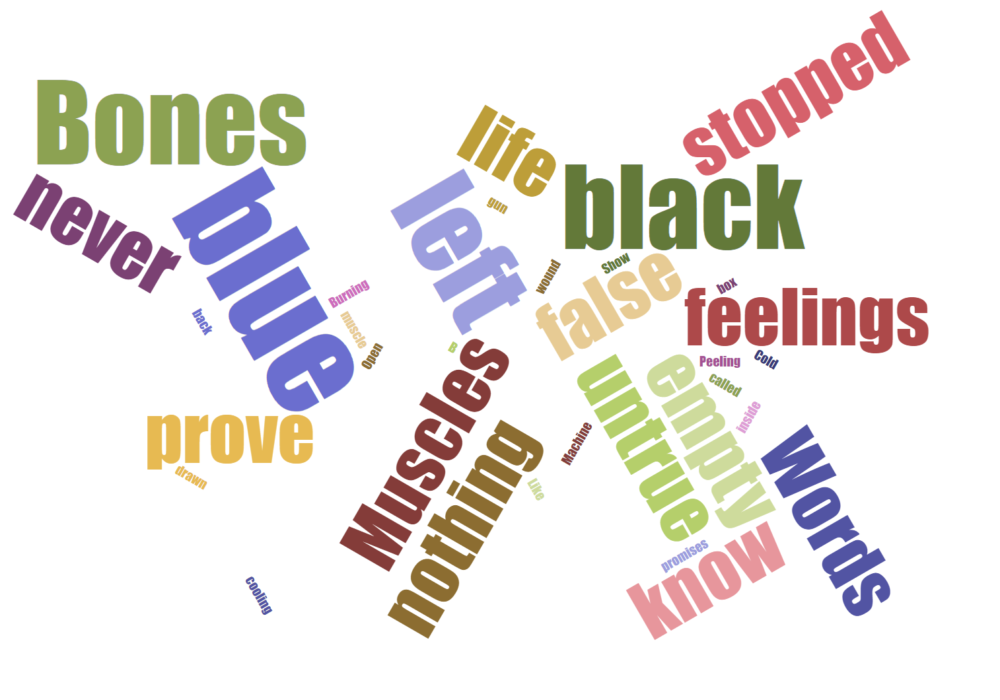 stopped
Bones
life
black
never
blue
left
gun
Show
wound
false
box
feelings
Burning
back
muscle
Open
B
Muscles
Peeling
Cold
called
untrue
empty
inside
prove
drawn
nothing
Machine
Like
Words
promises
know
cooling